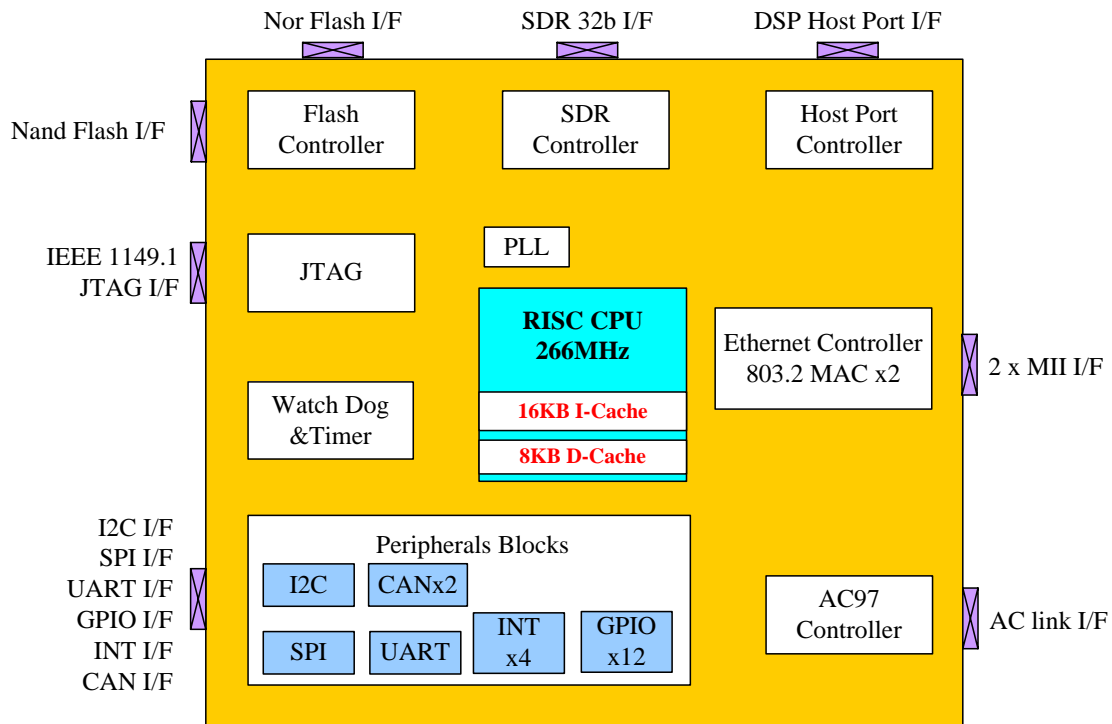 Nor Flash I/F
SDR 32b I/F
DSP Host Port I/F
Nand Flash I/F
Flash
Controller
SDR
Controller
Host Port
Controller
IEEE 1149.1
JTAG I/F
JTAG
PLL
RISC CPU
266MHz
16KB I-Cache
8KB D-Cache
Ethernet Controller
803.2 MAC x2
2 x MII I/F
Watch Dog
&Timer
I2C I/F
SPI I/F
UART I/F
GPIO I/F
INT I/F
CAN I/F
Peripherals Blocks
I2C
CANx2
SPI
UART
INT
x4
GPIO
x12
AC97
Controller
AC link I/F